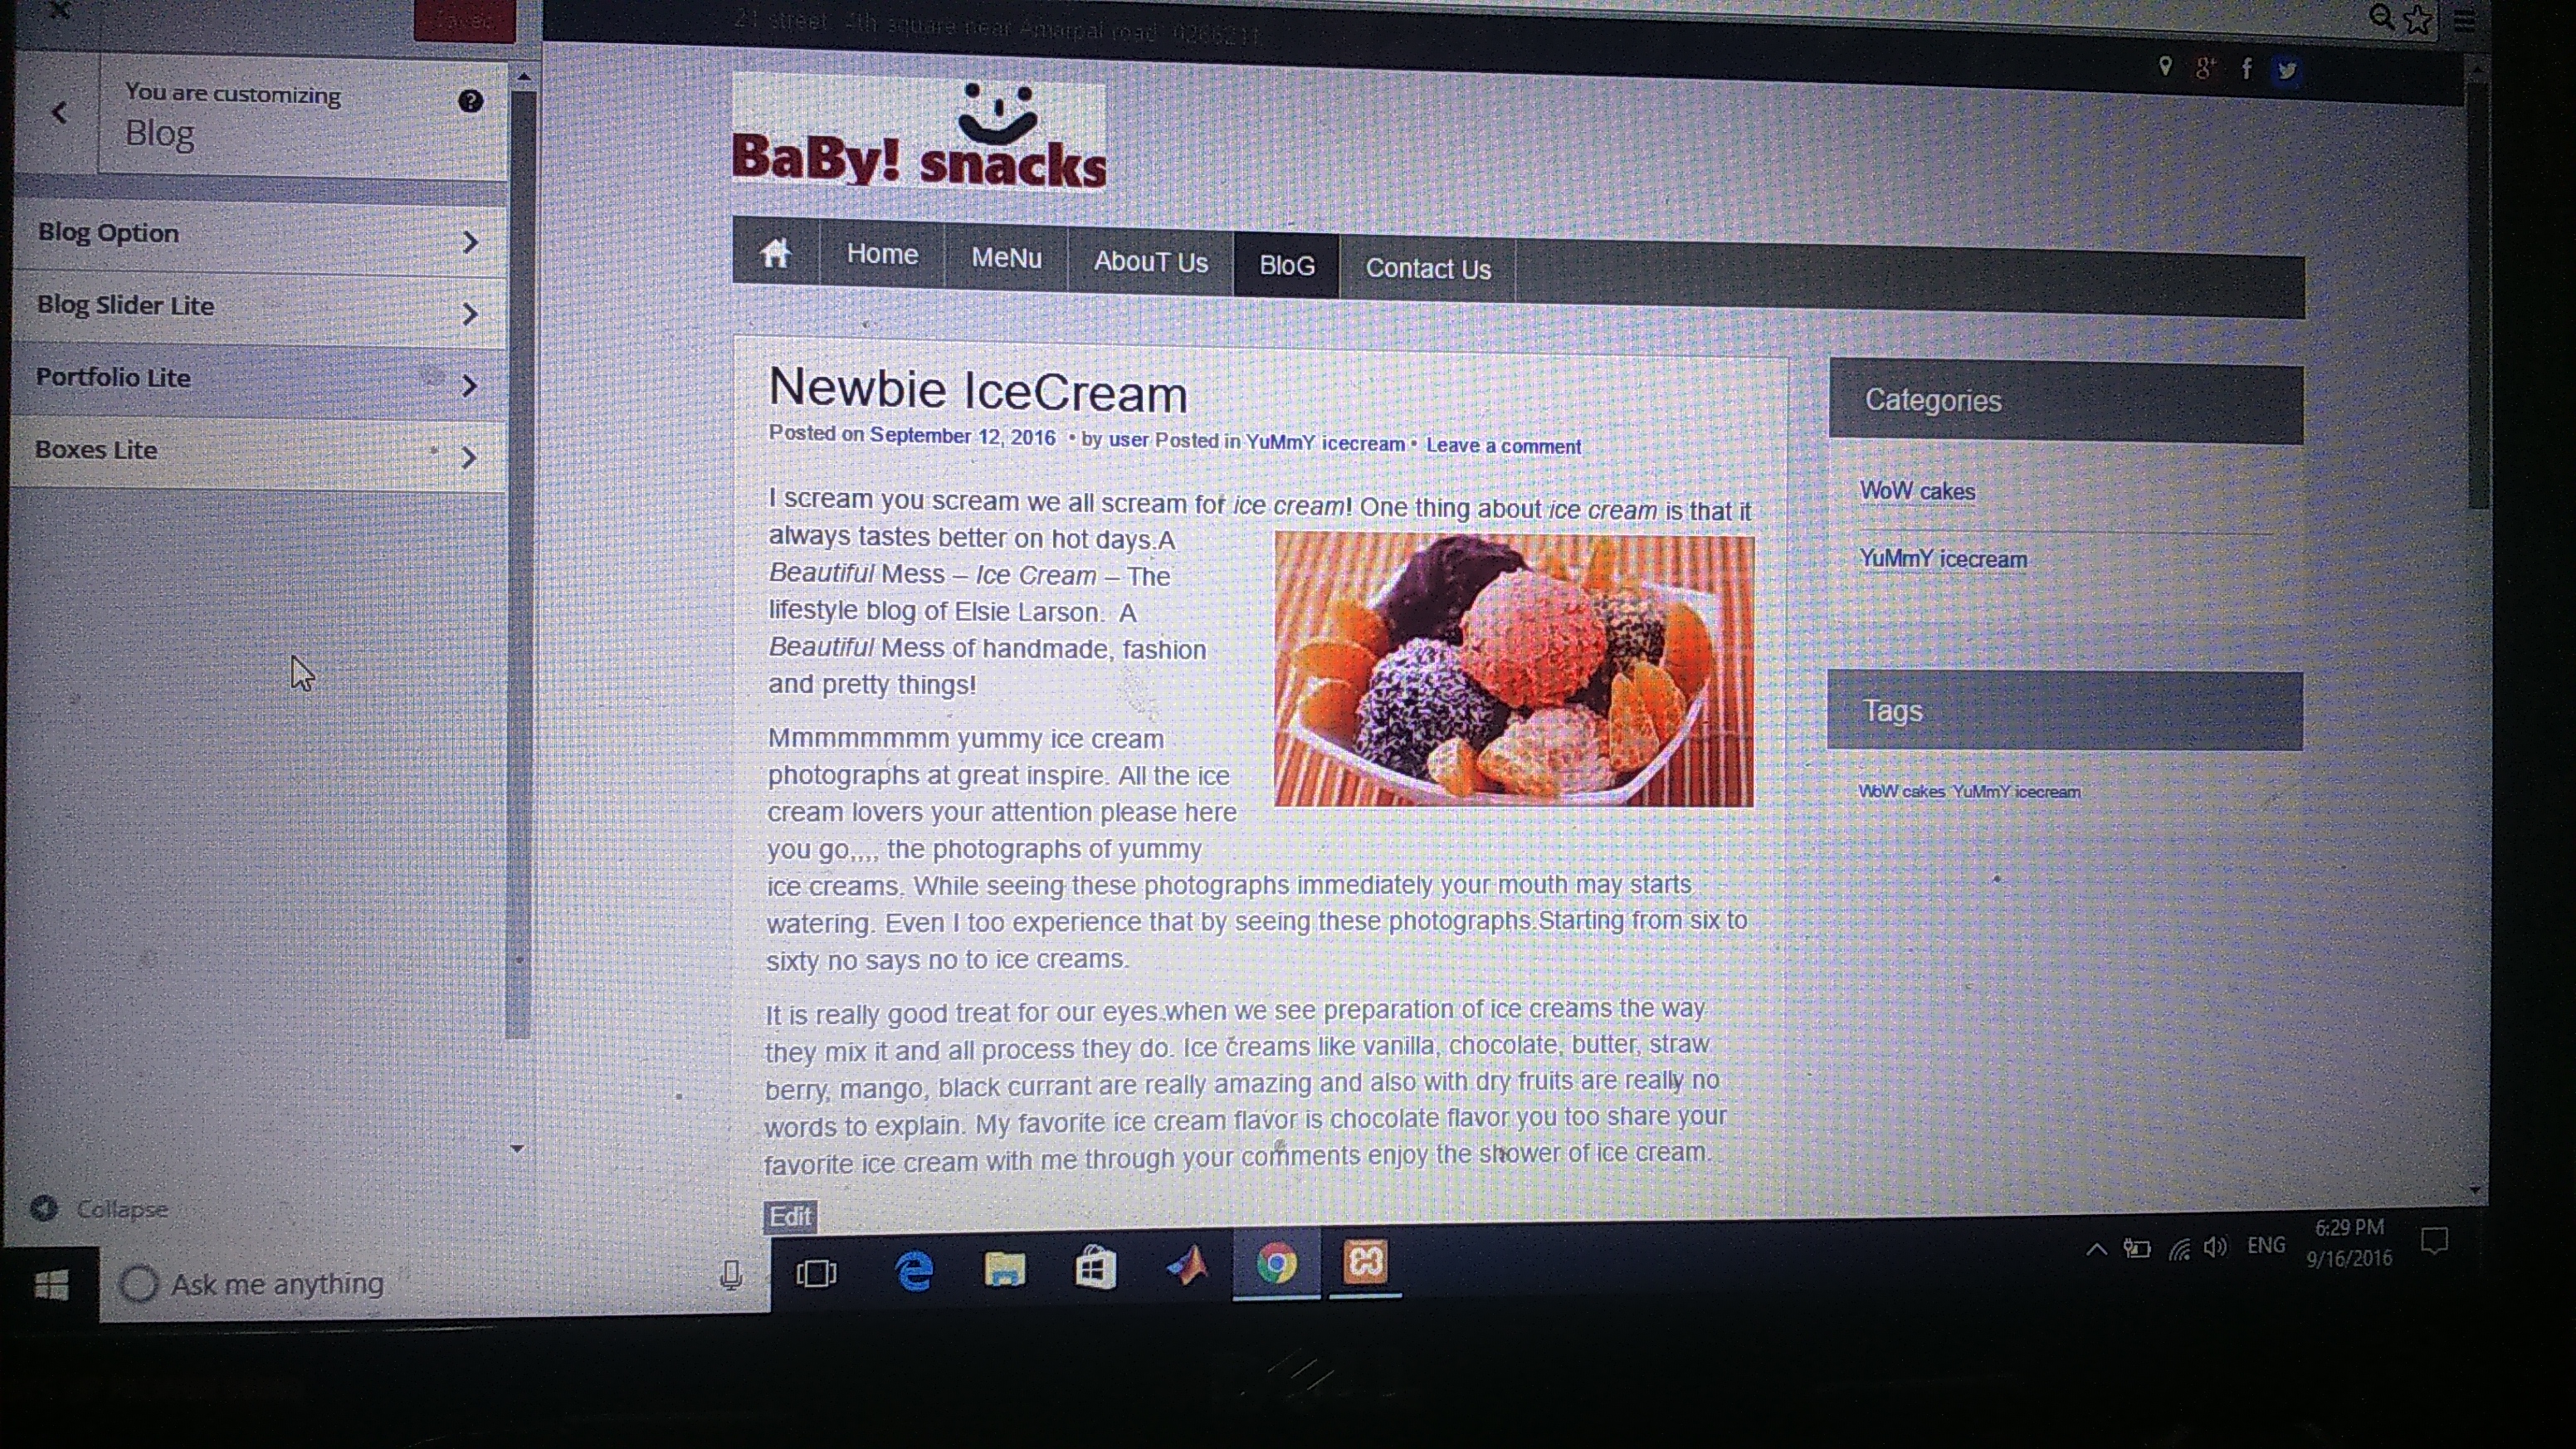 Saved
21 street 5th square near Amarpal road
You are customizing
Blog
Blog Option
Blog Slider Lite
Portfolio Lite
Boxes Lite
Collapse
BaBy! snacks
Home MeNu AbouT Us BloG Contact Us
Newbie IceCream
Posted on September 12, 2016 • by user Posted in YuMmY icecream • Leave a comment
I scream you scream we all scream for ice cream! One thing about ice cream is that it
always tastes better on hot days.A
Beautiful Mess – Ice Cream – The
lifestyle blog of Elsie Larson. A
Beautiful Mess of handmade, fashion
and pretty things!
Mmmmmmmm yummy ice cream
photographs at great inspire. All the ice
cream lovers your attention please here
you go,,,, the photographs of yummy
ice creams. While seeing these photographs immediately your mouth may starts
watering. Even I too experience that by seeing these photographs.Starting from six to
sixty no says no to ice creams.
It is really good treat for our eyes when we see preparation of ice creams the way
they mix it and all process they do. Ice creams like vanilla, chocolate, butter, straw
berry, mango, black currant are really amazing and also with dry fruits are really no
words to explain. My favorite ice cream flavor is chocolate flavor you too share your
favorite ice cream with me through your comments enjoy the shower of ice cream.
Edit
Categories
WoW cakes
YuMmY icecream
Tags
WoW cakes YuMmY icecream
Ask me anything
ENG
6:29 PM
9/16/2016